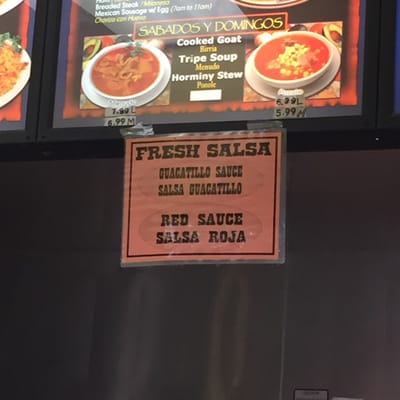 Breaded Steak /Milanesa
Mexican Sausage w/ Egg (7am to 11am)
Chorizo con Huevo
SABADOS Y DOMINGOS
Cooked Goat
Birria
Tripe Soup
Menudo
Horminy Stew
Pozole
7.99 L
6.99 M
6.99 L
5.99 M
FRESH SALSA
GUACATILLO SAUCE
SALSA GUACATILLO
RED SAUCE
SALSA ROJA